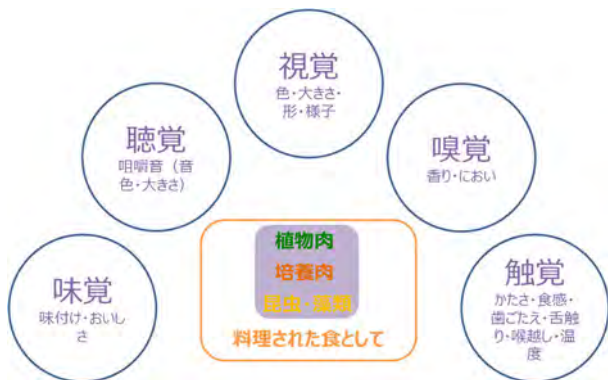 視覚
色・大きさ・
形・様子
聴覚
咀嚼音（音
色・大きさ）
嗅覚
香り・におい
味覚
味付け・おいし
さ
触覚
かたさ・食感・
歯ごたえ・舌触
り・喉越し・温
度
植物肉
培養肉
昆虫・藻類
料理された食として